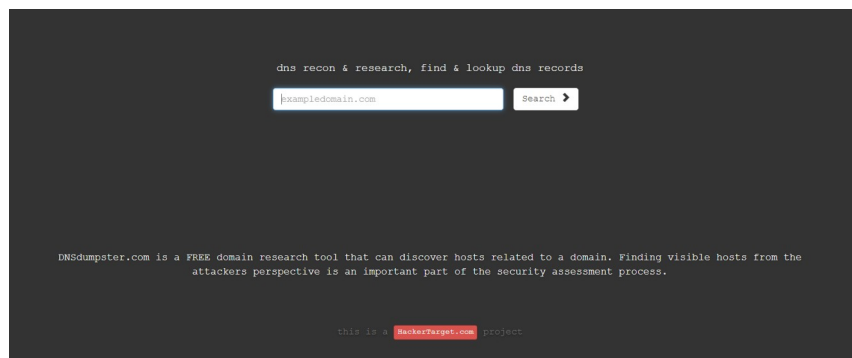 dns recon & research, find & lookup dns records
exampledomain.com
Search
DNSdumpster.com is a FREE domain research tool that can discover hosts related to a domain. Finding visible hosts from the
attackers perspective is an important part of the security assessment process.
this is a HackerTarget.com project